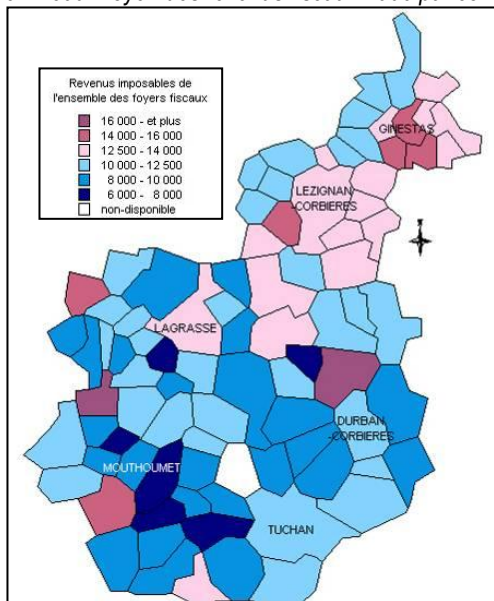 Revenus imposables de
l'ensemble des foyers fiscaux
16 000 - et plus
14 000 - 16 000
12 500 - 14 000
10 000 - 12 500
8 000 - 10 000
6 000 - 8 000
non-disponible
GINESTAS
LEZIGNAN
-CORBIERES
LAGRASSE
DURBAN
-CORBIERES
MOUTHOUMET
TUCHAN